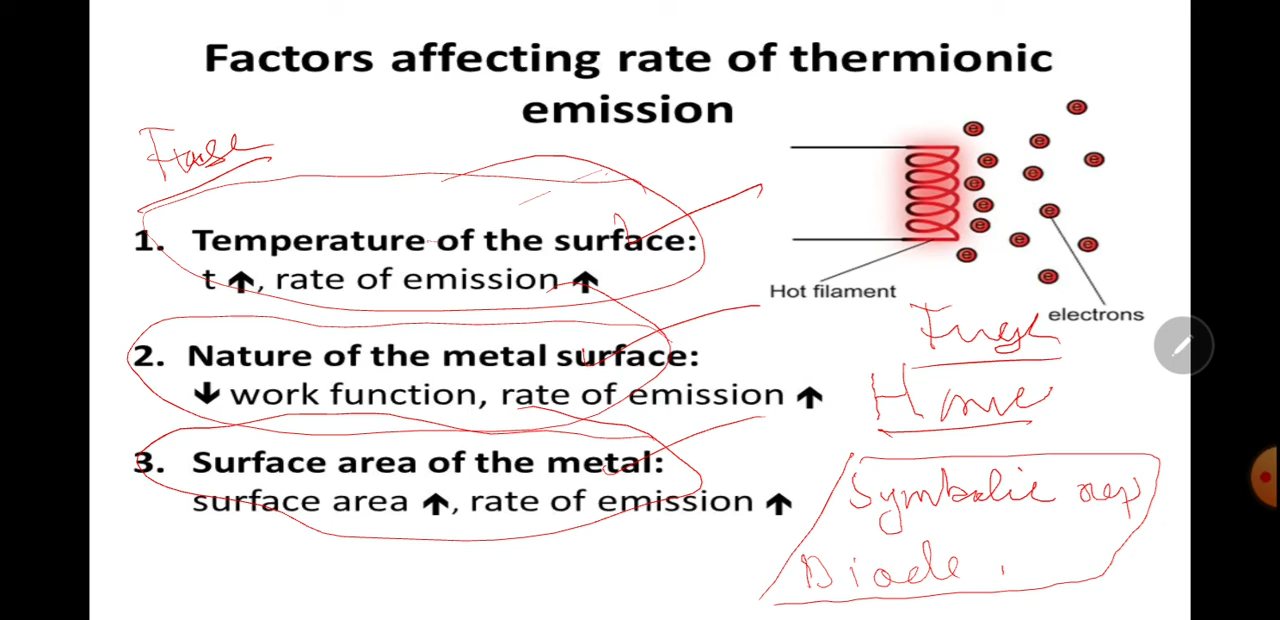 Factors affecting rate of thermionic
emission
1. Temperature of the surface:
t ↑, rate of emission ↑
Hot filament
electrons
2. Nature of the metal surface:
↓ work function, rate of emission ↑
3. Surface area of the metal:
surface area ↑, rate of emission ↑
Symbolic rep
Diode.